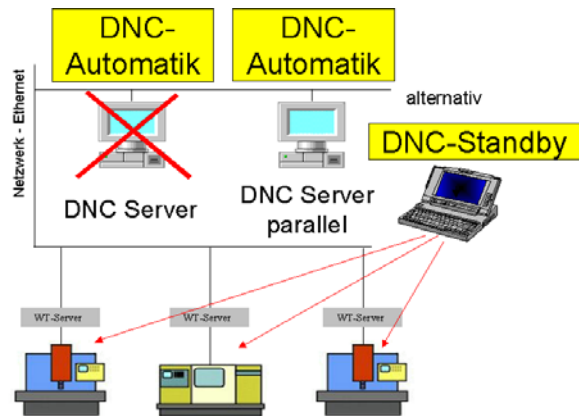 DNC-
Automatik
DNC-
Automatik
alternativ
DNC-Standby
Netzwerk - Ethernet
DNC Server
DNC Server
parallel
WT-Server
WT-Server
WT-Server